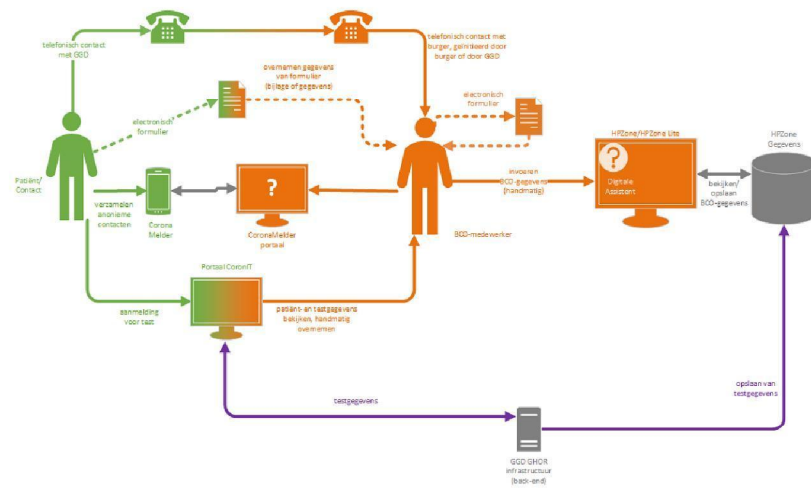 telefonisch contact
met GGD
telefonisch contact met
burger, geïnitieerd door
burger of door GGD
overnemen gegevens
van formulier
(bijlage of gegevens)
electronisch
formulier
electronisch
formulier
HPZone/HPZone Lite
HPZone
Gegevens
?
Digitale
Assistent
Patiënt/
Contact
invoeren
BCO-gegevens
(handmatig)
bekijken/
opslaan
BCO-gegevens
verzamelen
anonieme
contacten
Corona
Melder
?
CoronaMelder
portaal
BCO-medewerker
Portaal CoronIT
aanmelding
voor test
patiënt- en testgegevens
bekijken, handmatig
overnemen
testgegevens
opslaan van
testgegevens
GGD GHOR
infrastructuur
(back-end)